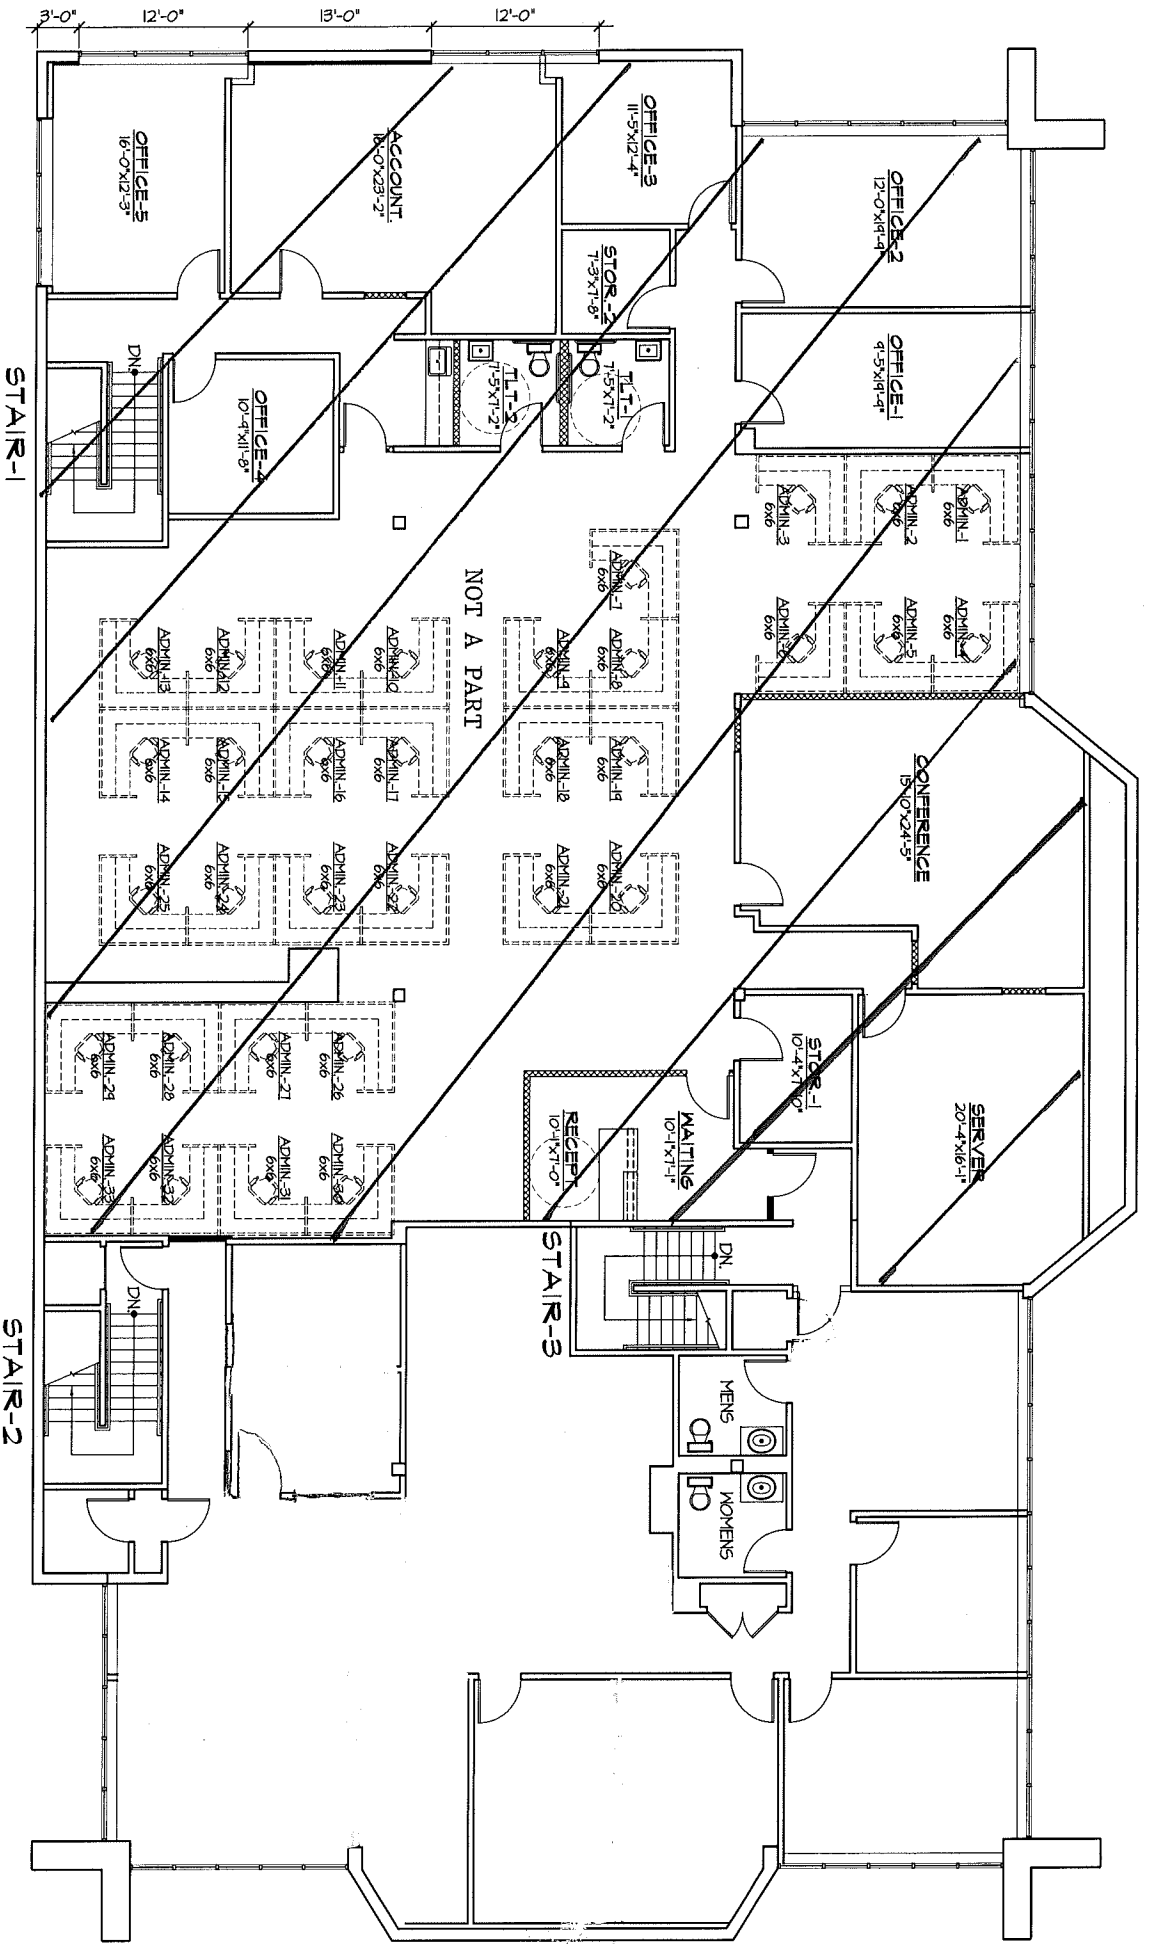 3'-0"
12'-0"
13'-0"
12'-0"
OFFICE-5
16'-0"x12'-3"
ACCOUNT.
16'-0"x23'-2"
OFFICE-3
11'-5"x12'-4"
OFFICE-2
12'-0"x19'-9"
STOR.-2
7'-3"x7'-8"
OFFICE-1
9'-5"x19'-9"
DN.
STAIR-1
OFFICE-4
10'-9"x11'-8"
TLT-2
7'-5"x7'-2"
TLT-1
7'-5"x7'-2"
ADMIN.-3
6x6
ADMIN.-2
6x6
ADMIN.-1
6x6
ADMIN.-6
6x6
ADMIN.-5
6x6
ADMIN.-4
6x6
NOT A PART
ADMIN.-7
6x6
ADMIN.-13
6x6
ADMIN.-12
6x6
ADMIN.-11
6x6
ADMIN.-10
6x6
ADMIN.-9
6x6
ADMIN.-8
6x6
ADMIN.-14
6x6
ADMIN.-15
6x6
ADMIN.-16
6x6
ADMIN.-17
6x6
ADMIN.-18
6x6
ADMIN.-19
6x6
CONFERENCE
15'-10"x24'-5"
ADMIN.-25
6x6
ADMIN.-24
6x6
ADMIN.-23
6x6
ADMIN.-22
6x6
ADMIN.-21
6x6
ADMIN.-20
6x6
ADMIN.-29
6x6
ADMIN.-28
6x6
ADMIN.-27
6x6
ADMIN.-26
6x6
STOR.-1
10'-4"x7'-0"
SERVER
20'-4"x16'-1"
ADMIN.-33
6x6
ADMIN.-32
6x6
ADMIN.-31
6x6
ADMIN.-30
6x6
RECEPT.
10'-1"x7'-0"
WAITING
10'-1"x7'-1"
STAIR-3
DN.
DN.
STAIR-2
MENS
WOMENS